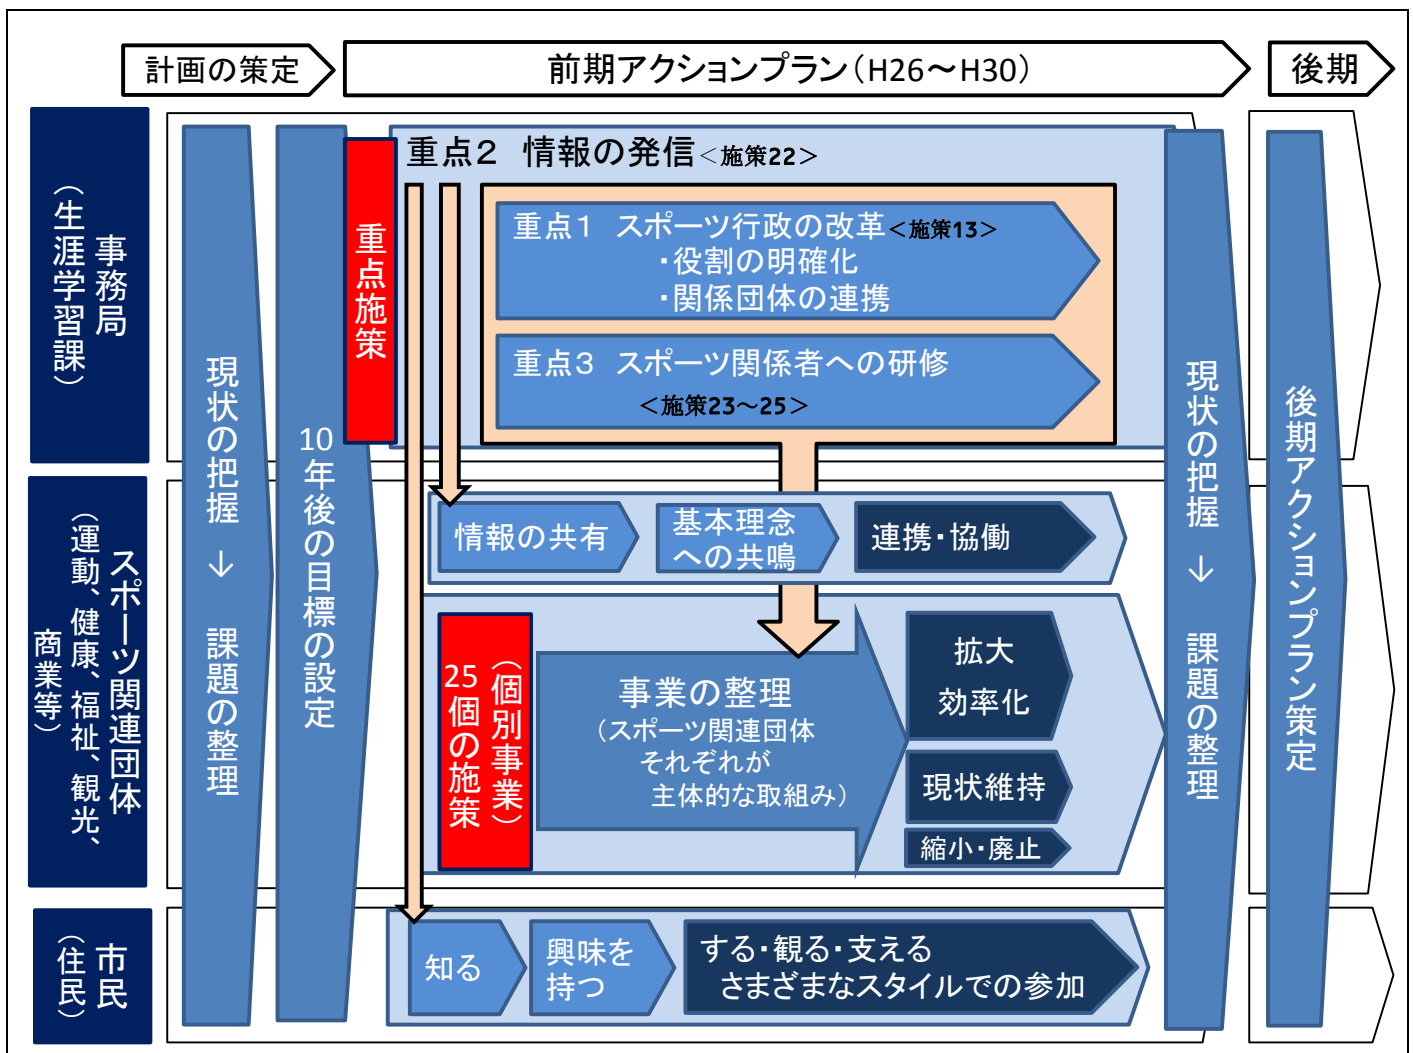 計画の策定
前期アクションプラン（H26～H30）
後期
事務局
（生涯学習課）
現状の把握 → 課題の整理
10年後の目標の設定
重点施策
重点２　情報の発信＜施策22＞
重点１　スポーツ行政の改革＜施策13＞
・役割の明確化
・関係団体の連携
重点３　スポーツ関係者への研修
＜施策23～25＞
現状の把握 → 課題の整理
後期アクションプラン策定
スポーツ関連団体
（運動、健康、福祉、観光、
商業等）
情報の共有
基本理念
への共鳴
連携・協働
25個の施策
（個別事業）
事業の整理
（スポーツ関連団体
それぞれが
主体的な取組み）
拡大
効率化
現状維持
縮小・廃止
市民
（住民）
知る
興味を
持つ
する・観る・支える
さまざまなスタイルでの参加